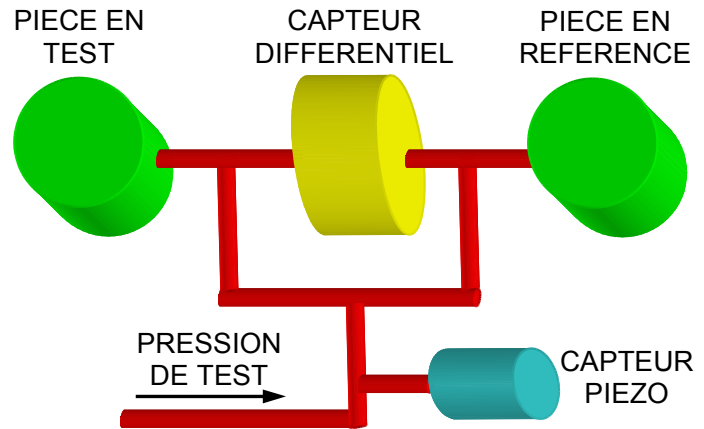 PIECE EN
TEST
CAPTEUR
DIFFERENTIEL
PIECE EN
REFERENCE
PRESSION
DE TEST
CAPTEUR
PIEZO